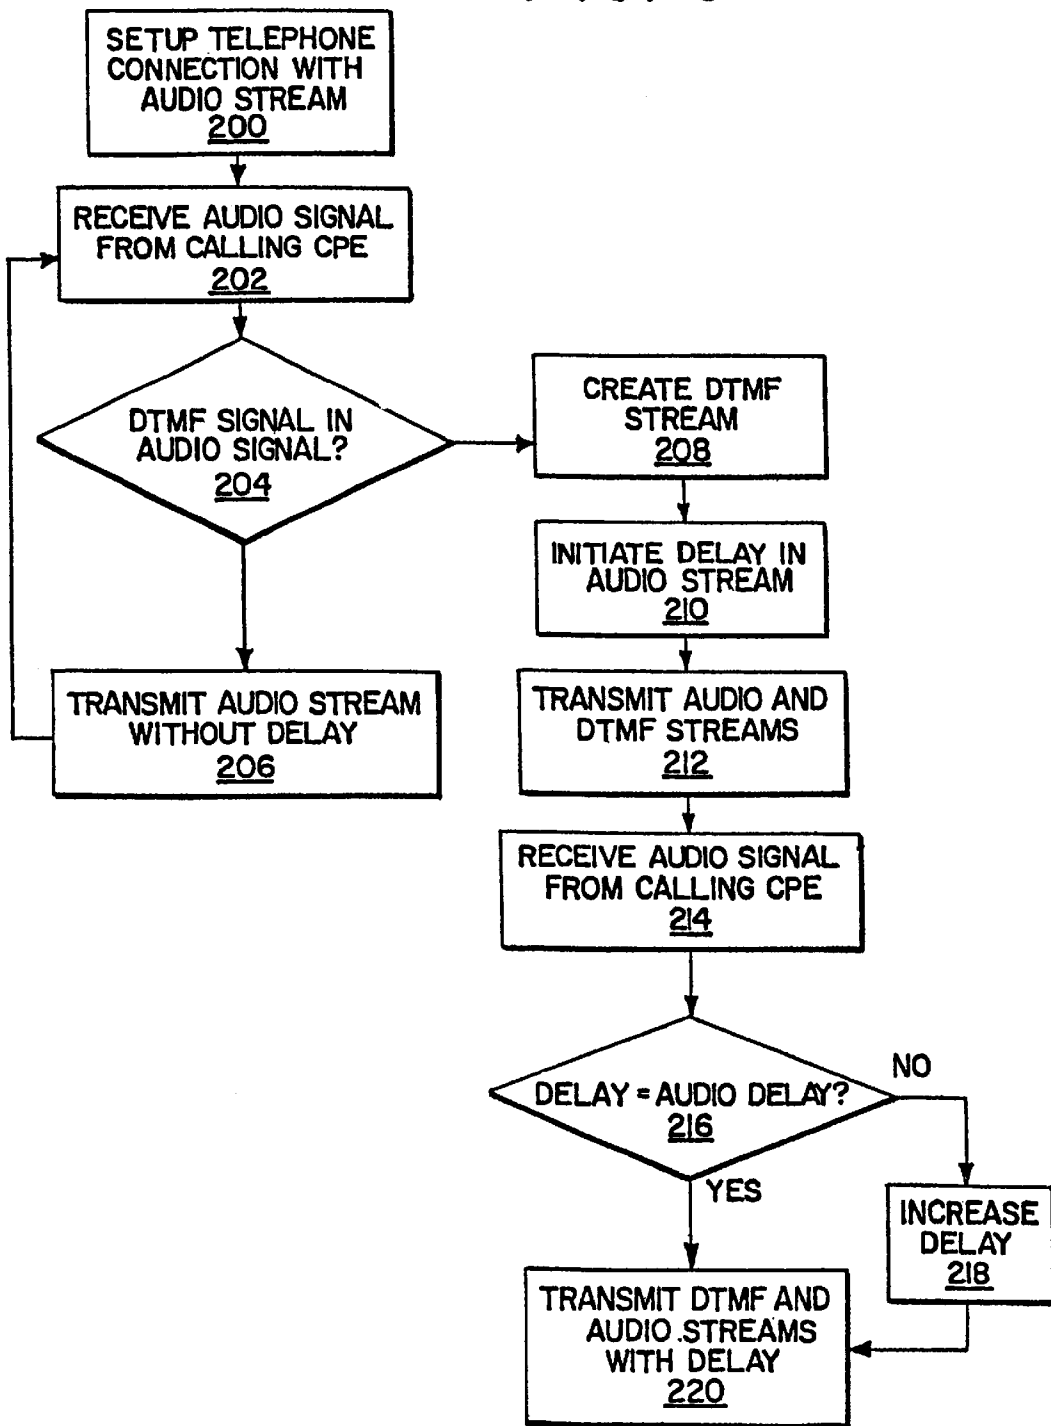 SETUP TELEPHONE
CONNECTION WITH
AUDIO STREAM
200
RECEIVE AUDIO SIGNAL
FROM CALLING CPE
202
DTMF SIGNAL IN
AUDIO SIGNAL?
204
TRANSMIT AUDIO STREAM
WITHOUT DELAY
206
CREATE DTMF
STREAM
208
INITIATE DELAY IN
AUDIO STREAM
210
TRANSMIT AUDIO AND
DTMF STREAMS
212
RECEIVE AUDIO SIGNAL
FROM CALLING CPE
214
DELAY = AUDIO DELAY?
216
NO
YES
INCREASE
DELAY
218
TRANSMIT DTMF AND
AUDIO STREAMS
WITH DELAY
220